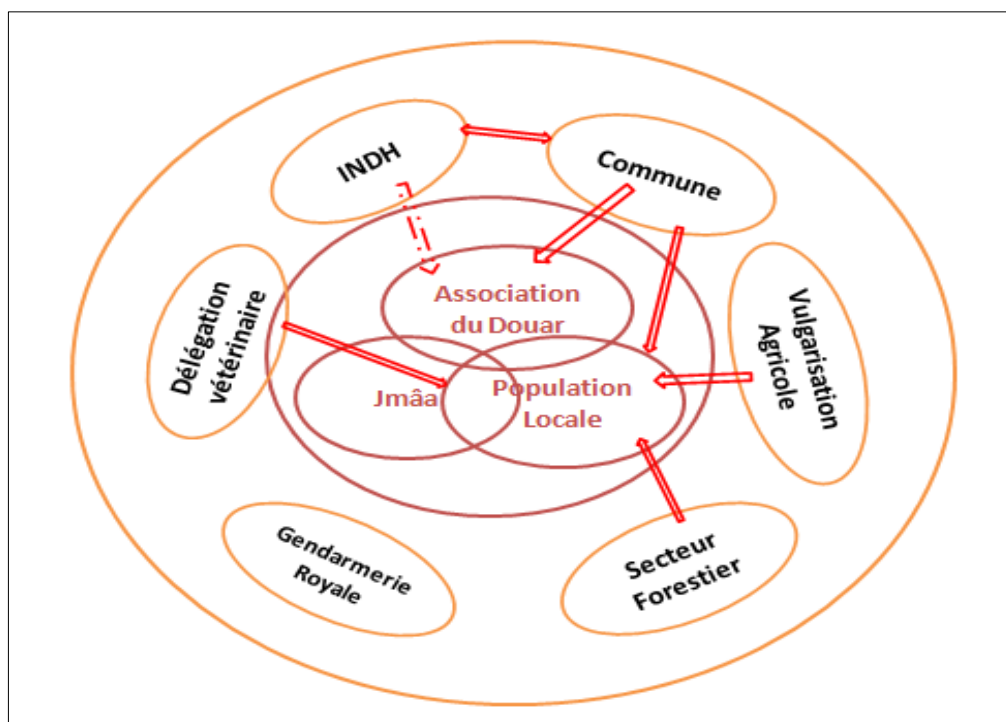 INDH
Commune
Association
du Douar
Délégation
vétérinaire
Vulgarisation
Agricole
Jmâa
Population
Locale
Gendarmerie
Royale
Secteur
Forestier